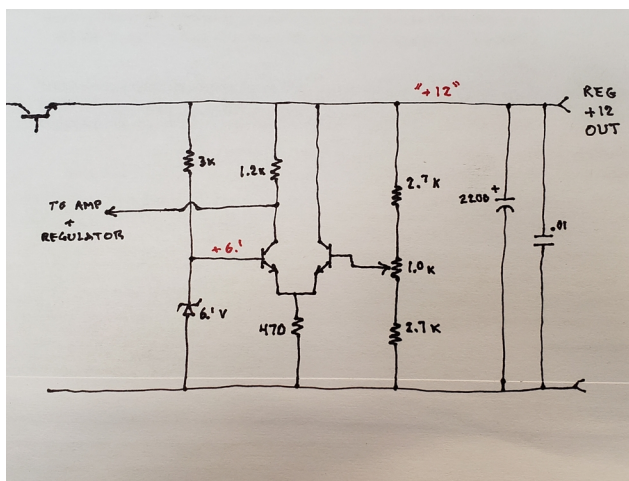 "+12"
REG
+12
OUT
3K
1.2K
2.7K
2200
+
.01
TO AMP
+
REGULATOR
+6.1
1.0K
6.1V
470
2.7K